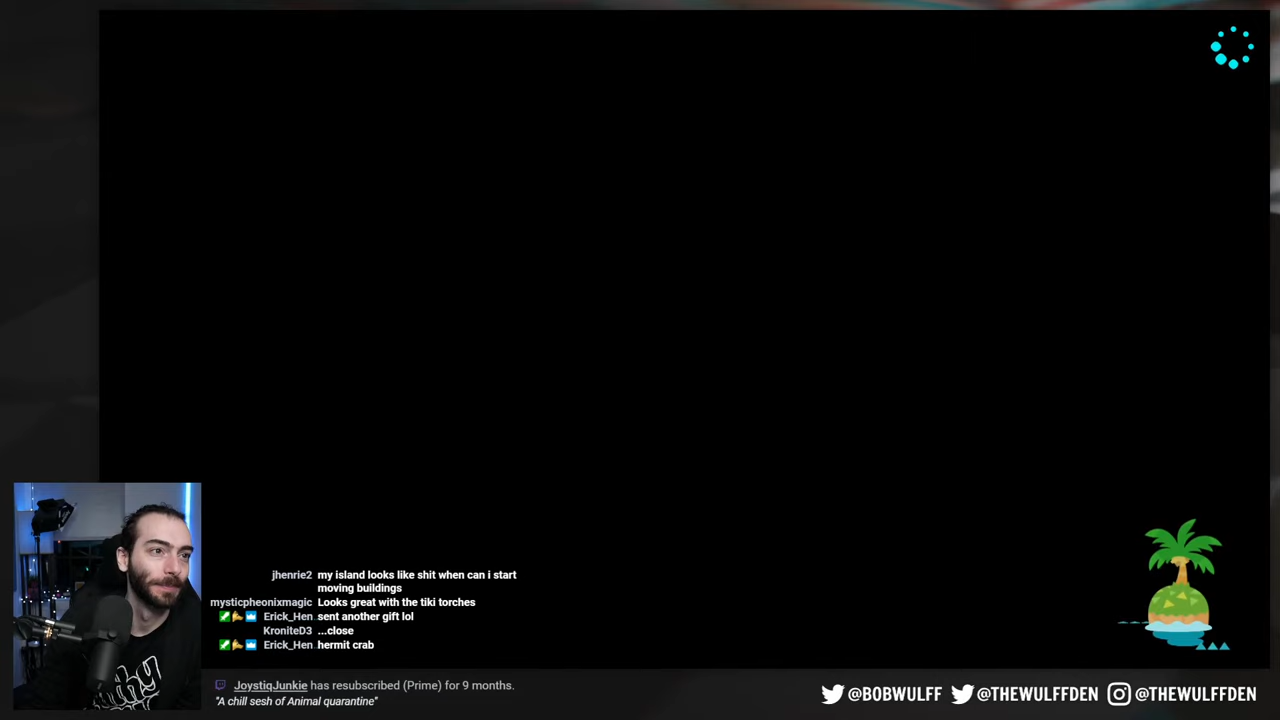 jhenrie2 my island looks like shit when can i start
moving buildings
mysticpheonixmagic Looks great with the tiki torches
Erick_Hen sent another gift lol
KroniteD3 ...close
Erick_Hen hermit crab
JoystiqJunkie has resubscribed (Prime) for 9 months.
"A chill sesh of Animal quarantine"
@BOBWULFF @THEWULFFDEN @THEWULFFDEN